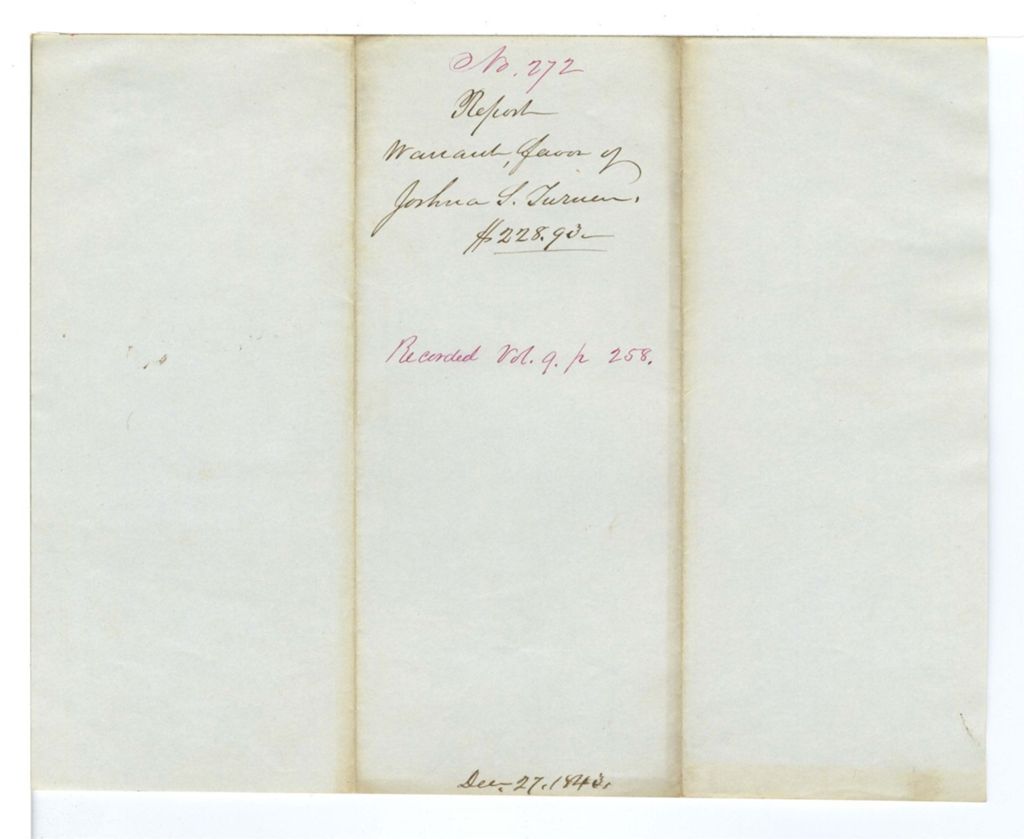 No. 272
Report
Warrant, favor of
Joshua S. Turner.
$228.93
Recorded Vol. 9. p 258.
Dec. 27. 1843.